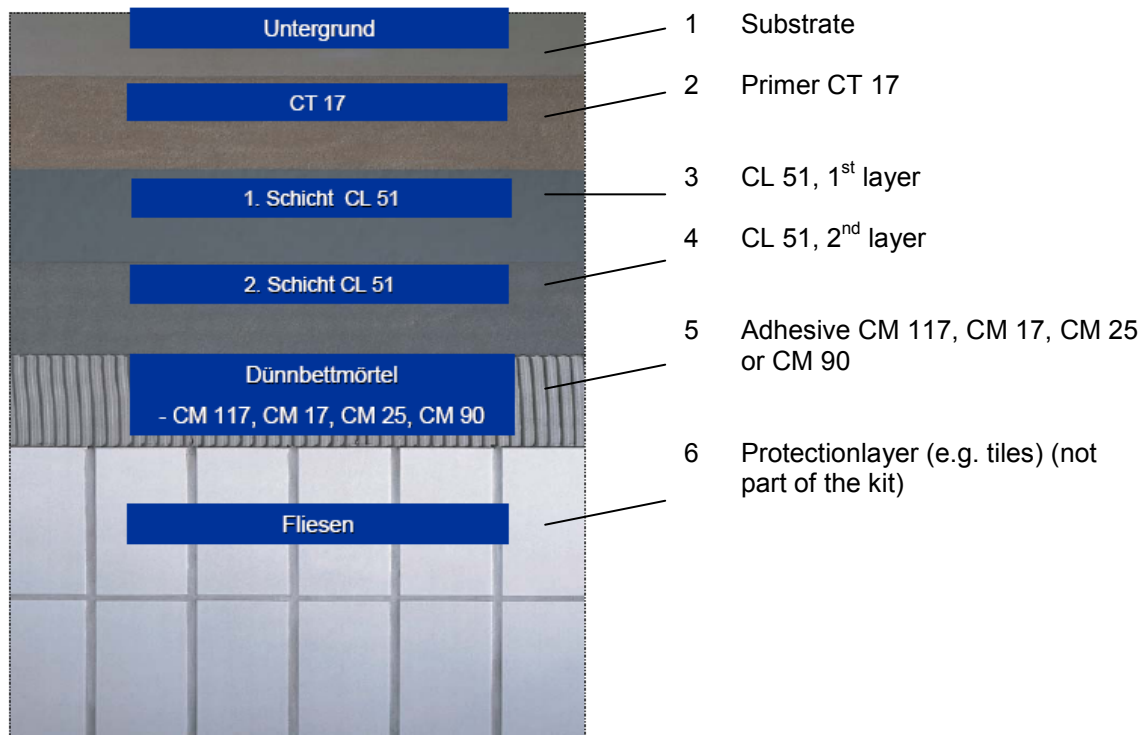 Untergrund
CT 17
1. Schicht CL 51
2. Schicht CL 51
Dünnbettmörtel
- CM 117, CM 17, CM 25, CM 90
Fliesen
1 Substrate
2 Primer CT 17
3 CL 51, 1st layer
4 CL 51, 2nd layer
5 Adhesive CM 117, CM 17, CM 25
or CM 90
6 Protectionlayer (e.g. tiles) (not
part of the kit)